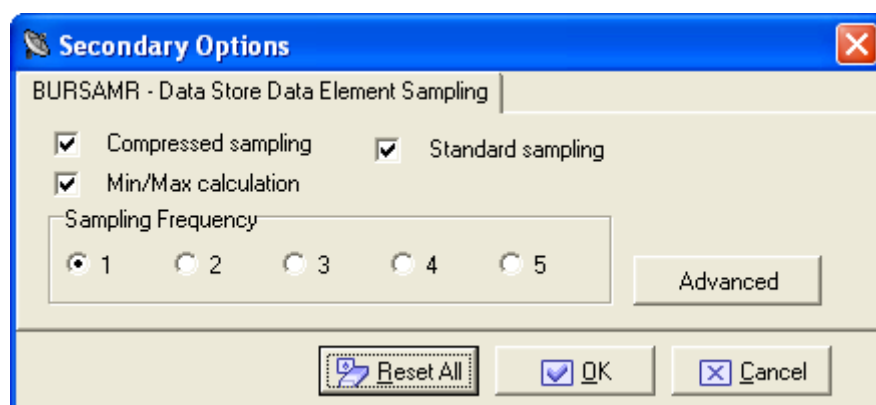 Secondary Options
BURSAMR - Data Store Data Element Sampling
Compressed sampling
Standard sampling
Min/Max calculation
Sampling Frequency
1 2 3 4 5
Advanced
Reset All OK Cancel